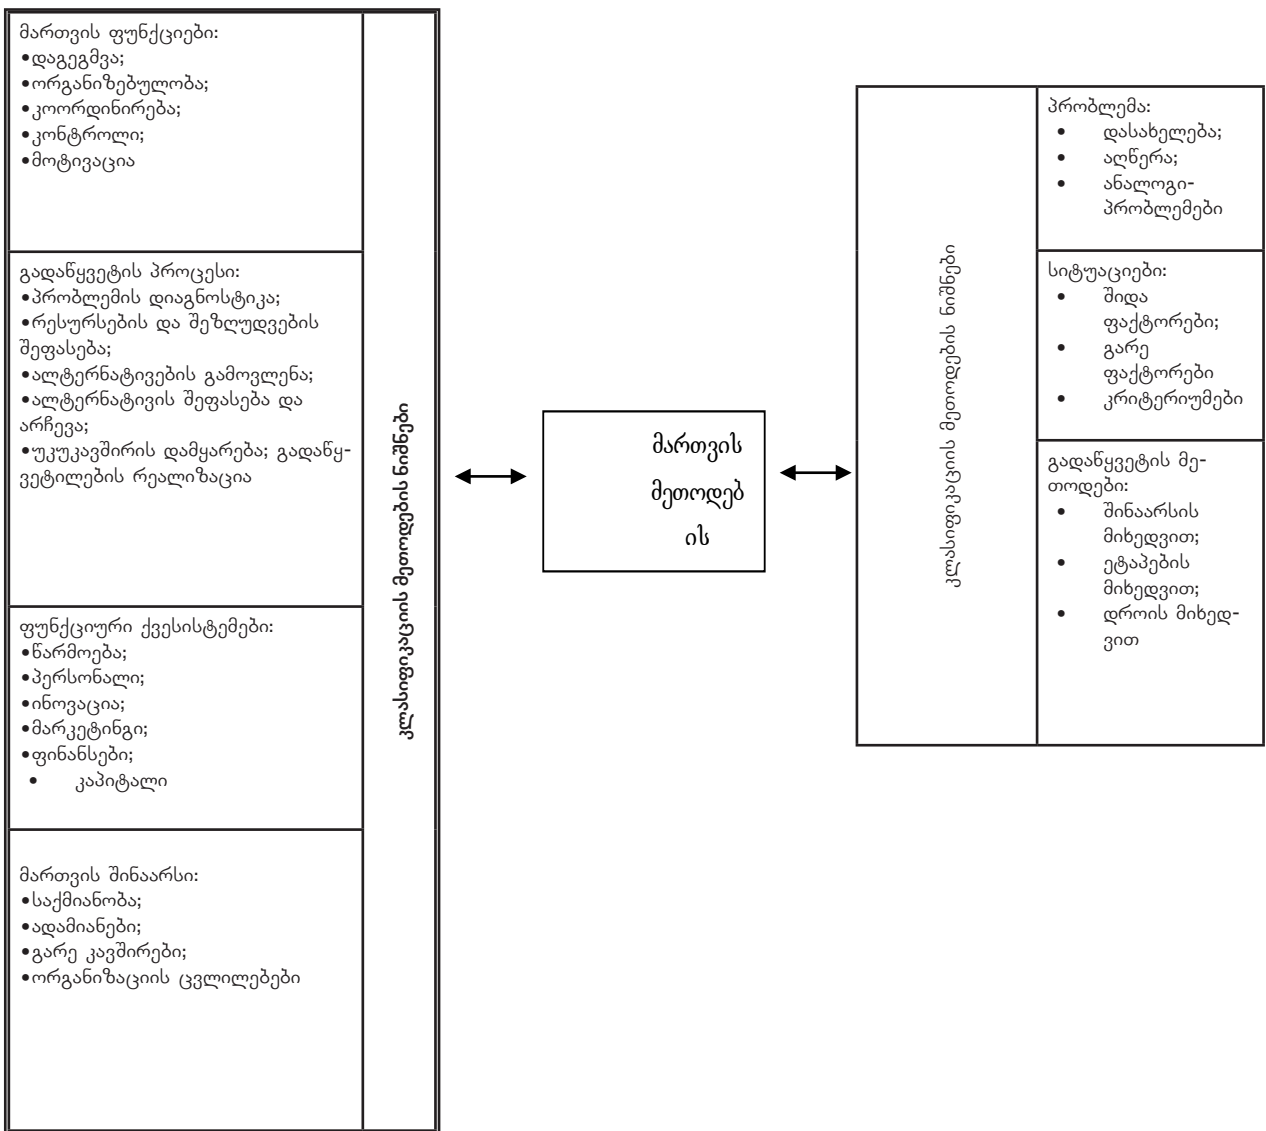 მართვის ფუნქციები:
•დაგეგმვა;
•ორგანიზებულობა;
•კოორდინირება;
•კონტროლი;
•მოტივაცია
გადაწყვეტის პროცესი:
•პრობლემის დიაგნოსტიკა;
•რესურსების და შეზღუდვების
შეფასება;
•ალტერნატივების გამოვლენა;
•ალტერნატივის შეფასება და
არჩევა;
•უკუკავშირის დამყარება; გადაწყ-
ვეტილების რეალიზაცია
ფუნქციური ქვესისტემები:
•წარმოება;
•პერსონალი;
•ინოვაცია;
•მარკეტინგი;
•ფინანსები;
• კაპიტალი
მართვის შინაარსი:
•საქმიანობა;
•ადამიანები;
•გარე კავშირები;
•ორგანიზაციის ცვლილებები
კლასიფიკაციის მეთოდების ნიშნები
მართვის
მეთოდებ
ის
კლასიფიკაციის მეთოდების ნიშნები
პრობლემა:
• დასახელება;
• აღწერა;
• ანალოგი-
პრობლემები
სიტუაციები:
• შიდა
ფაქტორები;
• გარე
ფაქტორები
• კრიტერიუმები
გადაწყვეტის მე-
თოდები:
• შინაარსის
მიხედვით;
• ეტაპების
მიხედვით;
• დროის მიხედ-
ვით